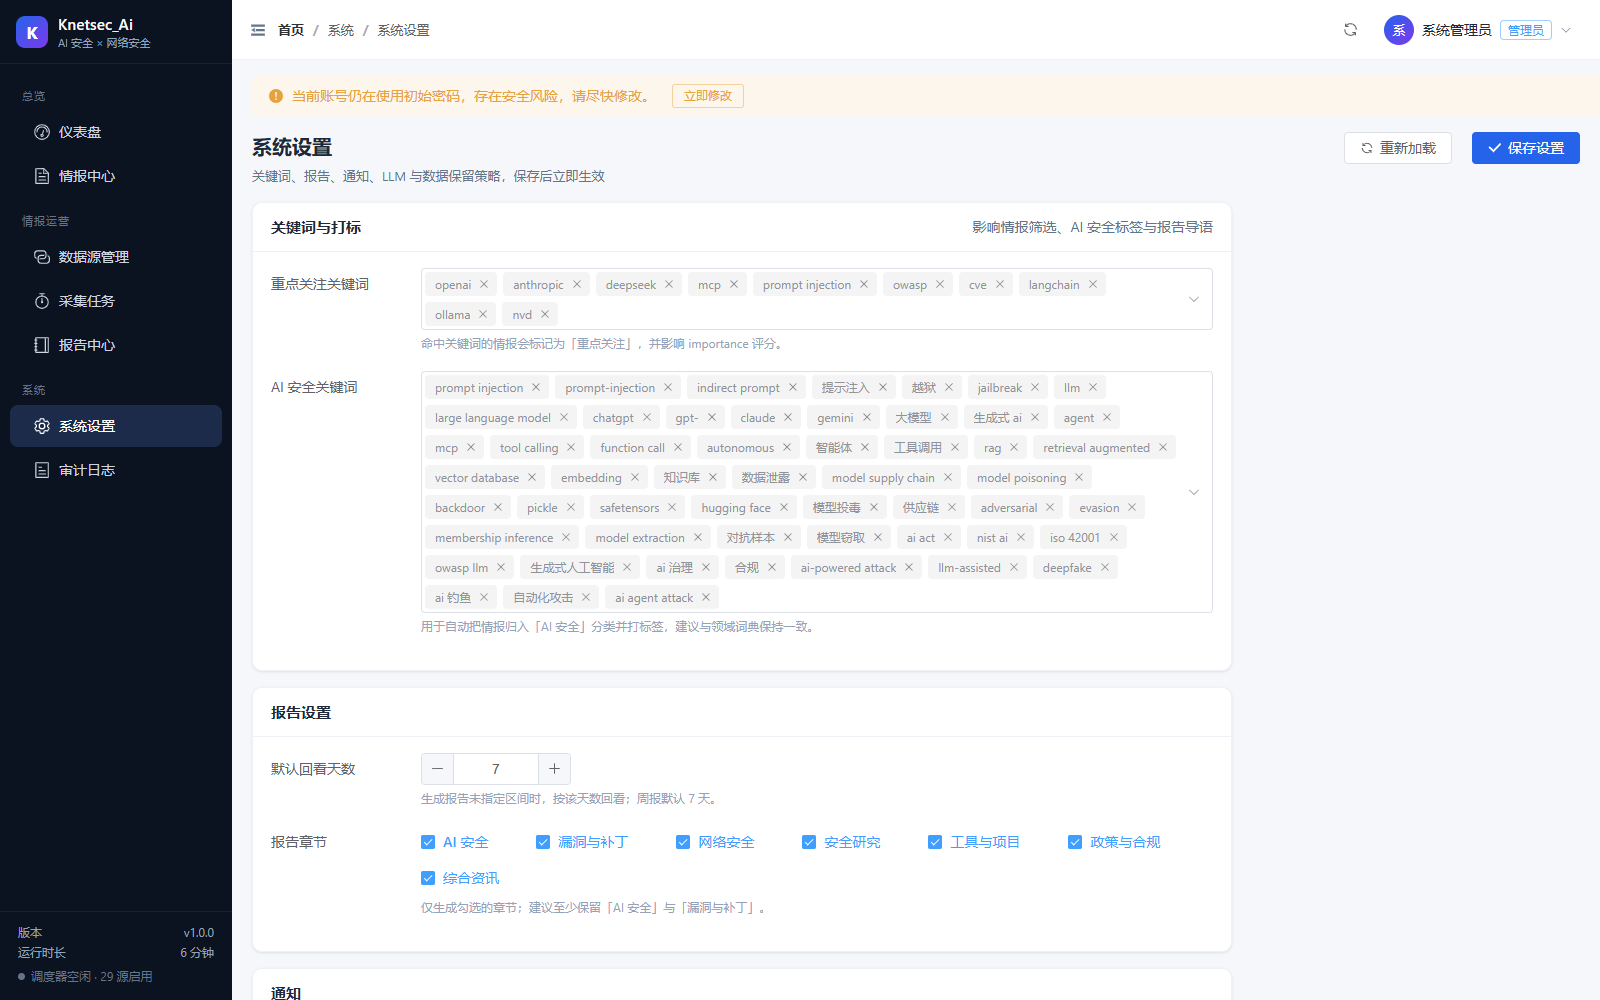 K
Knetsec_Ai
AI 安全 × 网络安全
总览
仪表盘
情报中心
情报运营
数据源管理
采集任务
报告中心
系统
系统设置
审计日志
版本 v1.0.0
运行时长 6 分钟
调度器空闲 · 29 源启用
首页 / 系统 / 系统设置
系 系统管理员 管理员
当前账号仍在使用初始密码，存在安全风险，请尽快修改。 立即修改
系统设置
关键词、报告、通知、LLM 与数据保留策略，保存后立即生效
重新加载 保存设置
关键词与打标 影响情报筛选、AI 安全标签与报告导语
重点关注关键词
openai anthropic deepseek mcp prompt injection owasp cve langchain
ollama nvd
命中关键词的情报会标记为「重点关注」，并影响 importance 评分。
AI 安全关键词
prompt injection prompt-injection indirect prompt 提示注入 越狱 jailbreak llm
large language model chatgpt gpt- claude gemini 大模型 生成式 ai agent
mcp tool calling function call autonomous 智能体 工具调用 rag retrieval augmented
vector database embedding 知识库 数据泄露 model supply chain model poisoning
backdoor pickle safetensors hugging face 模型投毒 供应链 adversarial evasion
membership inference model extraction 对抗样本 模型窃取 ai act nist ai iso 42001
owasp llm 生成式人工智能 ai 治理 合规 ai-powered attack llm-assisted deepfake
ai 钓鱼 自动化攻击 ai agent attack
用于自动把情报归入「AI 安全」分类并打标签，建议与领域词典保持一致。
报告设置
默认回看天数
7
生成报告未指定区间时，按该天数回看；周报默认 7 天。
报告章节
AI 安全 漏洞与补丁 网络安全 安全研究 工具与项目 政策与合规
综合资讯
仅生成勾选的章节；建议至少保留「AI 安全」与「漏洞与补丁」。
通知